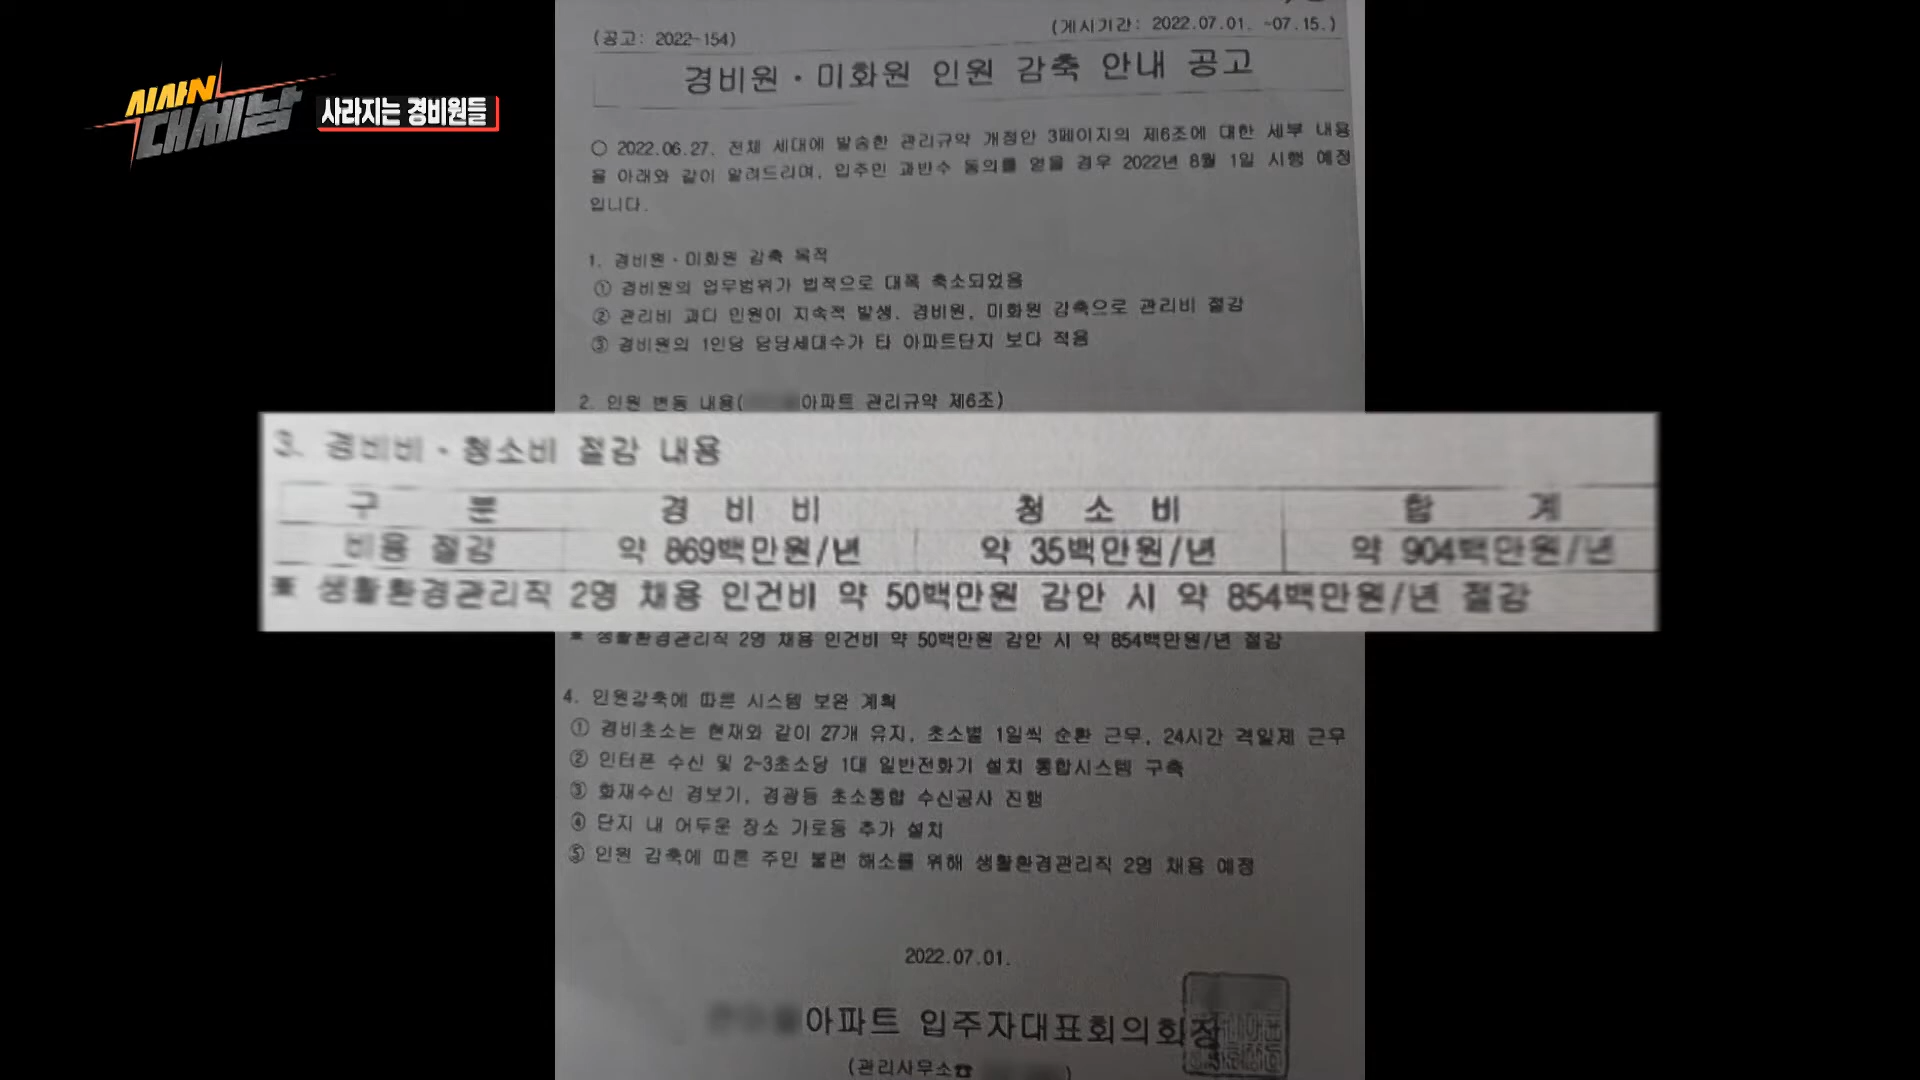 시사N 대세남
사라지는 경비원들
(공고: 2022-154)
(게시기간: 2022.07.01. ~07.15.)
경비원·미화원 인원 감축 안내 공고
○ 2022.06.27. 전체 세대에 발송한 관리규약 개정안 3페이지의 제6조에 대한 세부 내용
을 아래와 같이 알려드리며, 입주민 과반수 동의를 얻을 경우 2022년 8월 1일 시행 예정
입니다.
1. 경비원·미화원 감축 목적
① 경비원의 업무범위가 법적으로 대폭 축소되었음
② 관리비 과다 민원이 지속적 발생. 경비원, 미화원 감축으로 관리비 절감
③ 경비원의 1인당 담당세대수가 타 아파트단지 보다 적음
2. 인원 변동 내용( 아파트 관리규약 제6조)
3. 경비비·청소비 절감 내용
구 분 경 비 비 청 소 비 합 계
비용 절감 약 869백만원/년 약 35백만원/년 약 904백만원/년
※ 생활환경관리직 2명 채용 인건비 약 50백만원 감안 시 약 854백만원/년 절감
※ 생활환경관리직 2명 채용 인건비 약 50백만원 감안 시 약 854백만원/년 절감
4. 인원감축에 따른 시스템 보완 계획
① 경비초소는 현재와 같이 27개 유지, 초소별 1일씩 순환 근무, 24시간 격일제 근무
② 인터폰 수신 및 2~3초소당 1대 일반전화기 설치 통합시스템 구축
③ 화재수신 경보기, 경광등 초소통합 수신공사 진행
④ 단지 내 어두운 장소 가로등 추가 설치
⑤ 인원 감축에 따른 주민 불편 해소를 위해 생활환경관리직 2명 채용 예정
2022.07.01.
아파트 입주자대표회의회장
(관리사무소☎ )